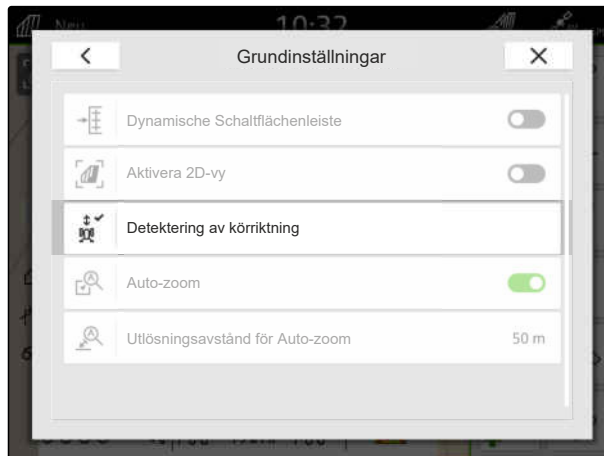 Neu
10:32
Grundinställningar
Dynamische Schaltflächenleiste
Aktivera 2D-vy
Detektering av körriktning
Auto-zoom
Utlösningsavstånd för Auto-zoom
50 m